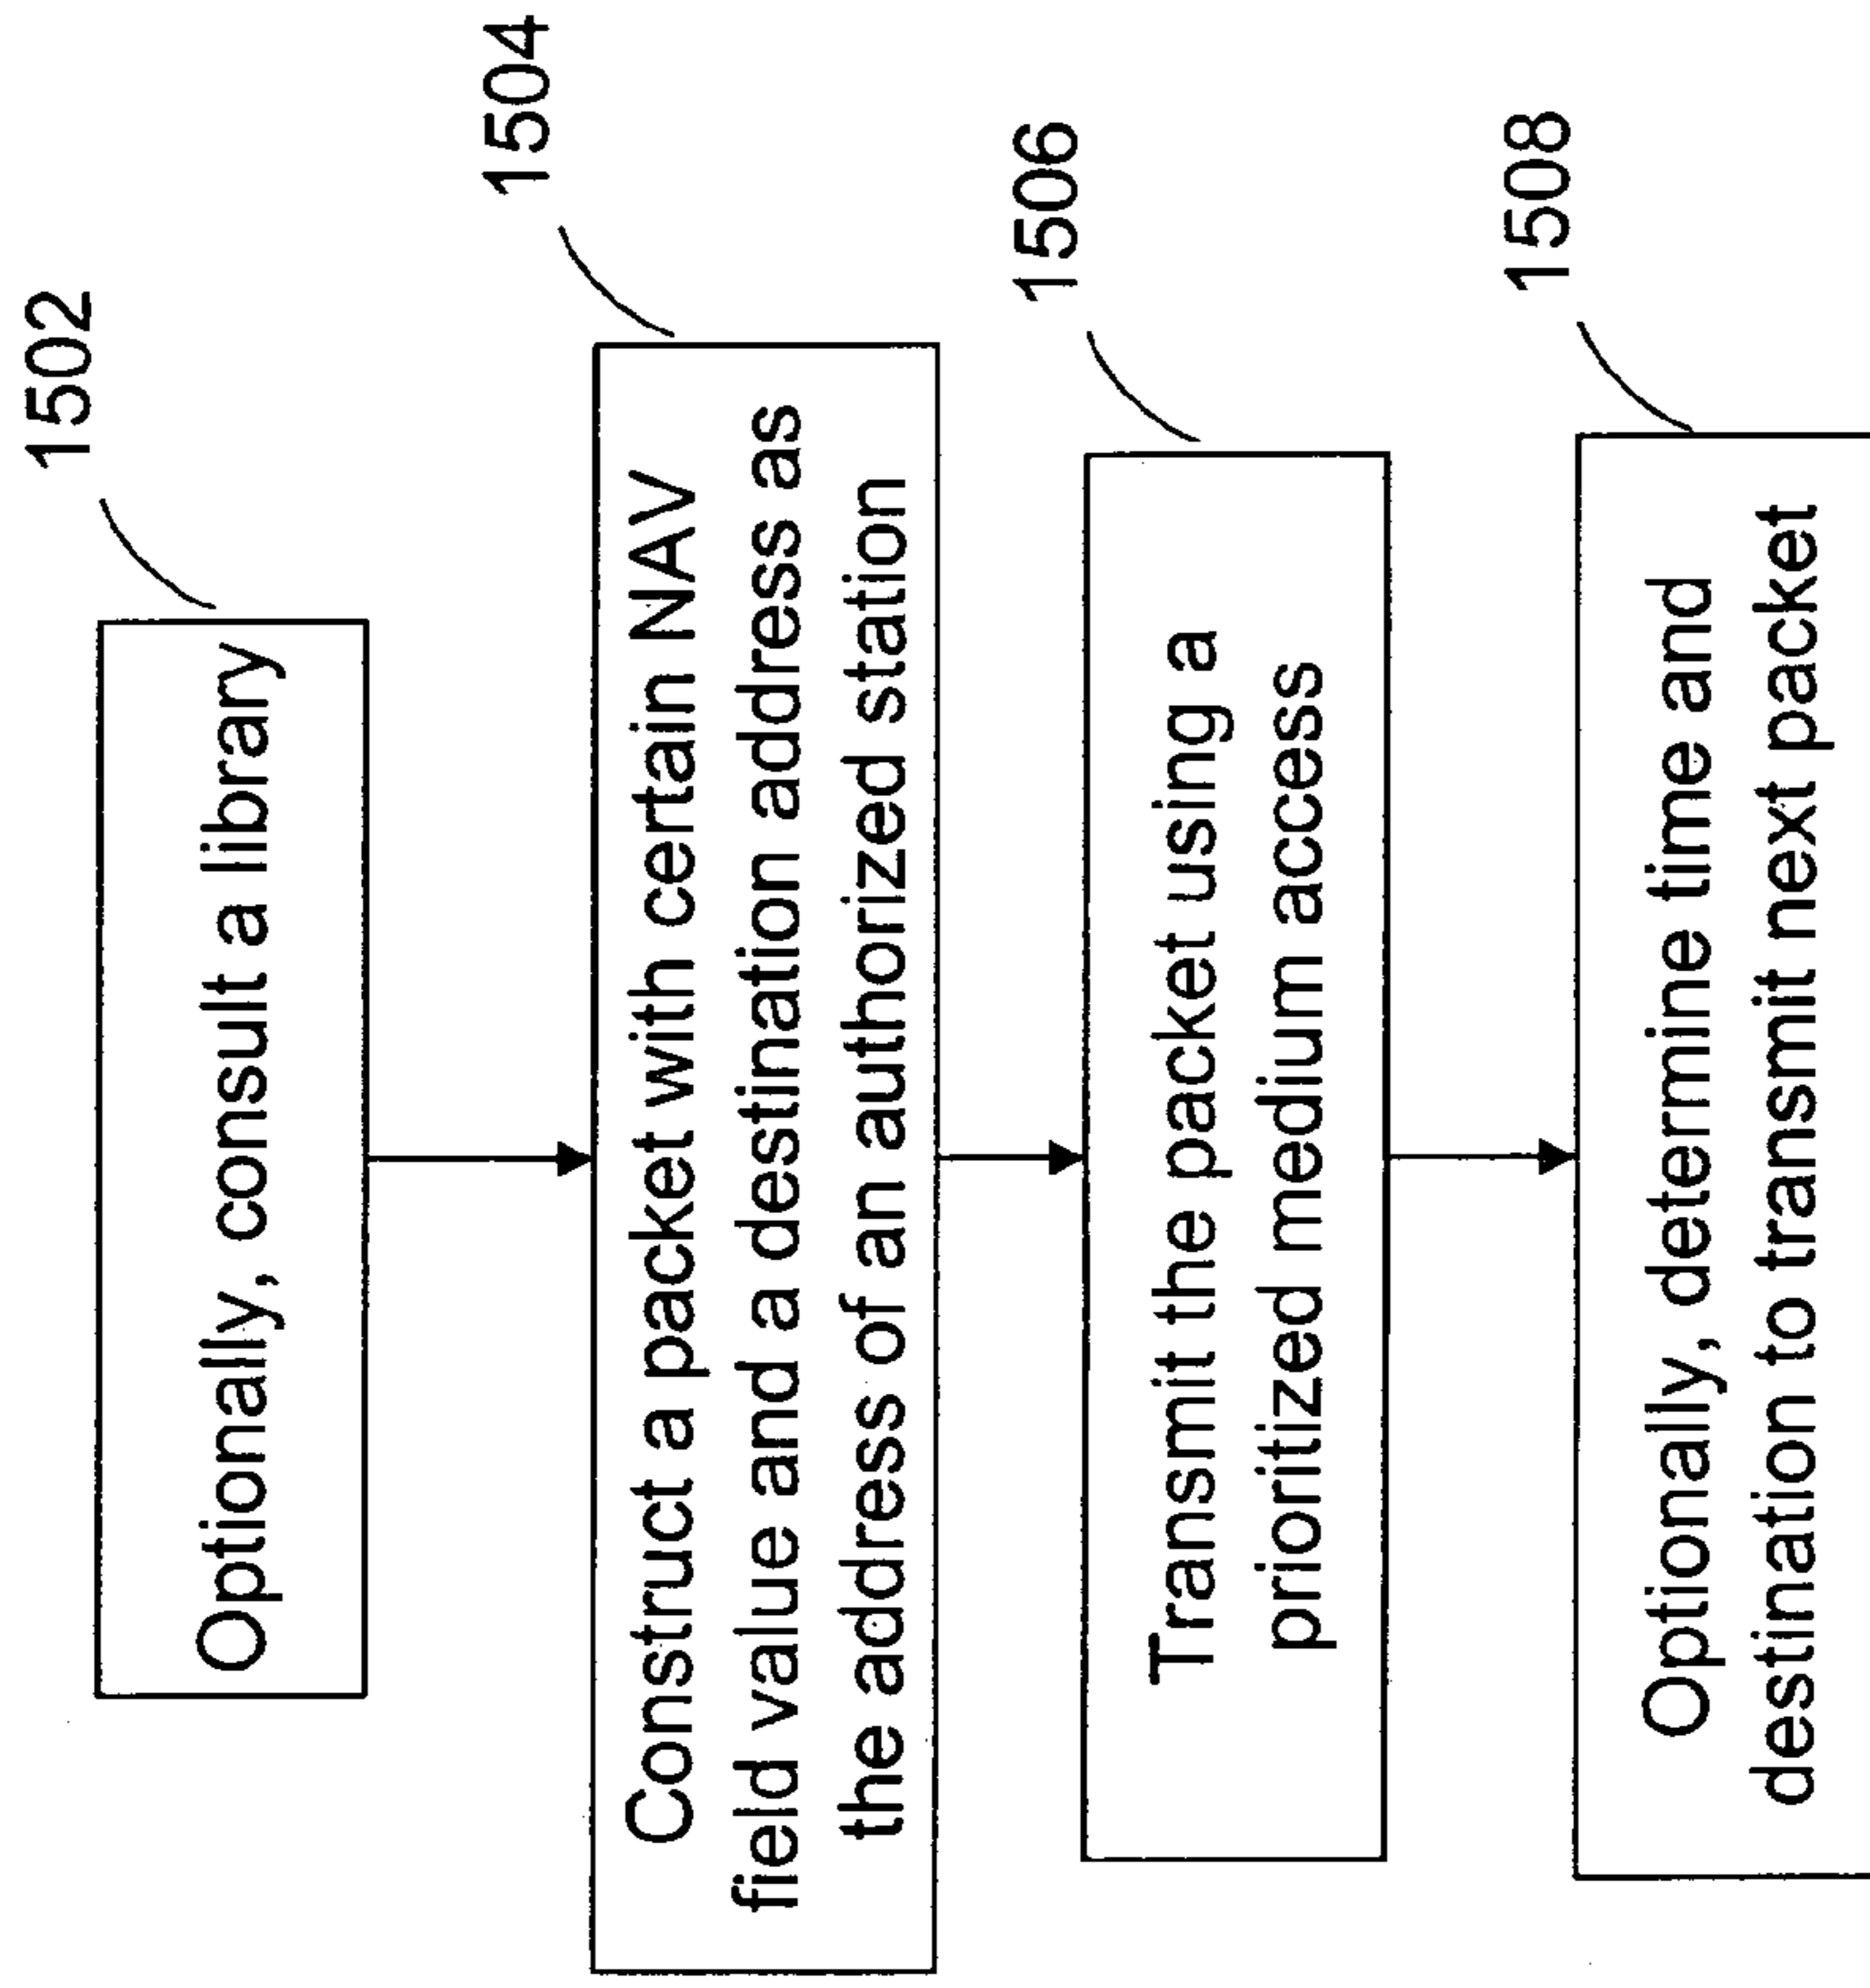 1502
Optionally, consult a library
1504
Construct a packet with certain NAV
field value and a destination address as
the address of an authorized station
1506
Transmit the packet using a
prioritized medium access
1508
Optionally, determine time and
destination to transmit next packet